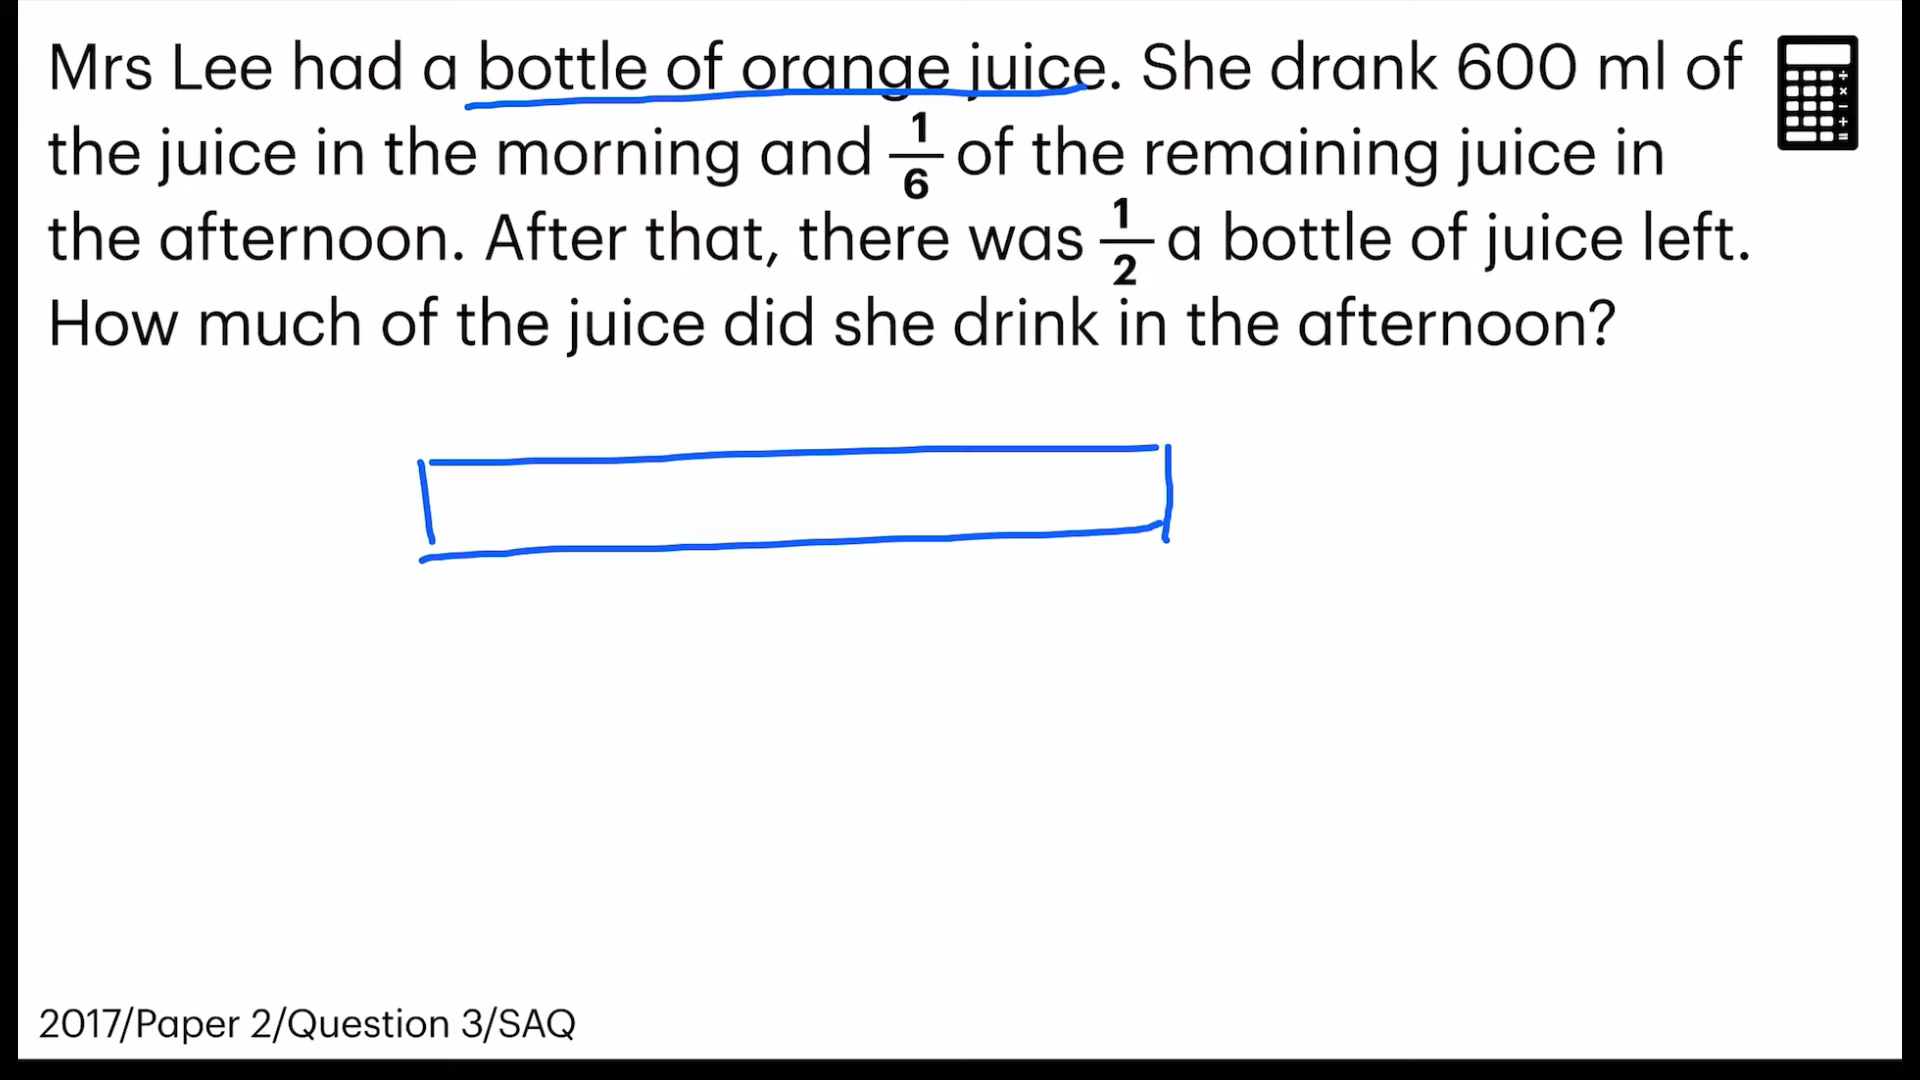 Mrs Lee had a bottle of orange juice. She drank 600 ml of
the juice in the morning and 1/6 of the remaining juice in
the afternoon. After that, there was 1/2 a bottle of juice left.
How much of the juice did she drink in the afternoon?
2017/Paper 2/Question 3/SAQ